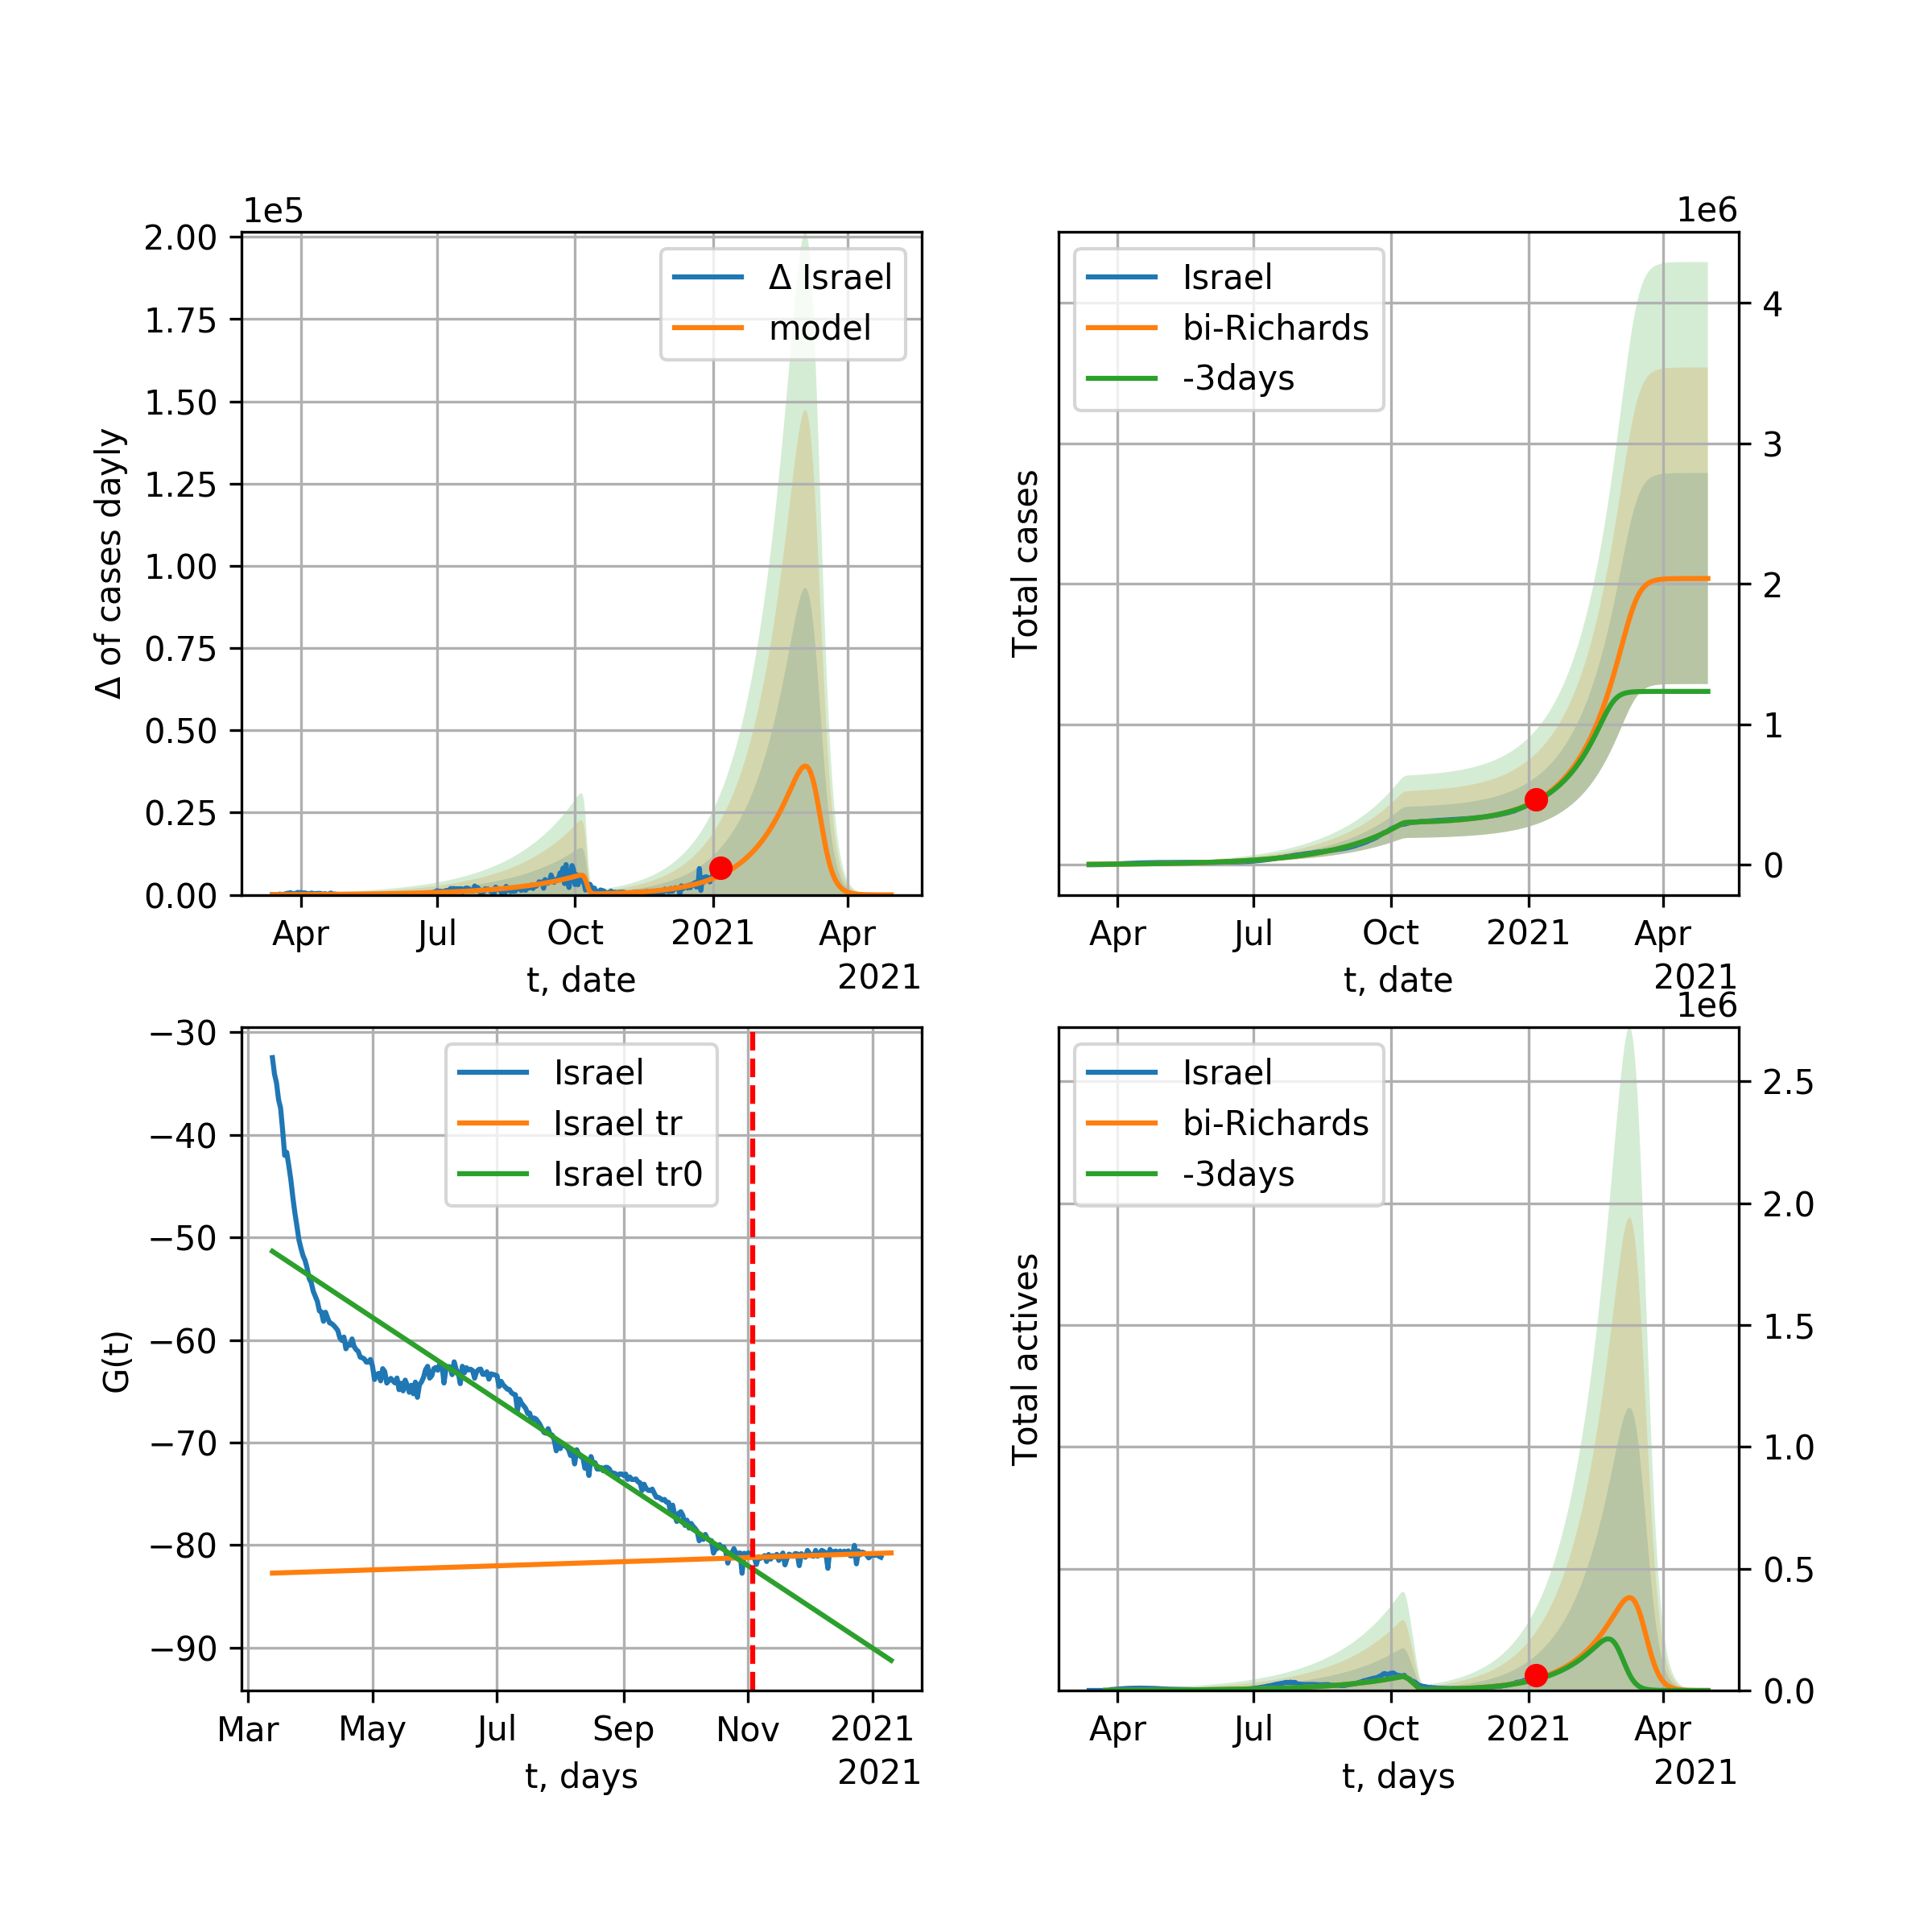 1e5
2.00
1.75
1.50
1.25
1.00
0.75
0.50
0.25
0.00
Δ of cases dayly
Δ Israel
model
Apr Jul Oct 2021 Apr
t, date
2021
1e6
Israel
bi-Richards
-3days
Total cases
4
3
2
1
0
Apr Jul Oct 2021 Apr
t, date
2021
−30
−40
−50
−60
−70
−80
−90
G(t)
Israel
Israel tr
Israel tr0
Mar May Jul Sep Nov 2021
t, days
2021
1e6
Israel
bi-Richards
-3days
Total actives
2.5
2.0
1.5
1.0
0.5
0.0
Apr Jul Oct 2021 Apr
t, days
2021